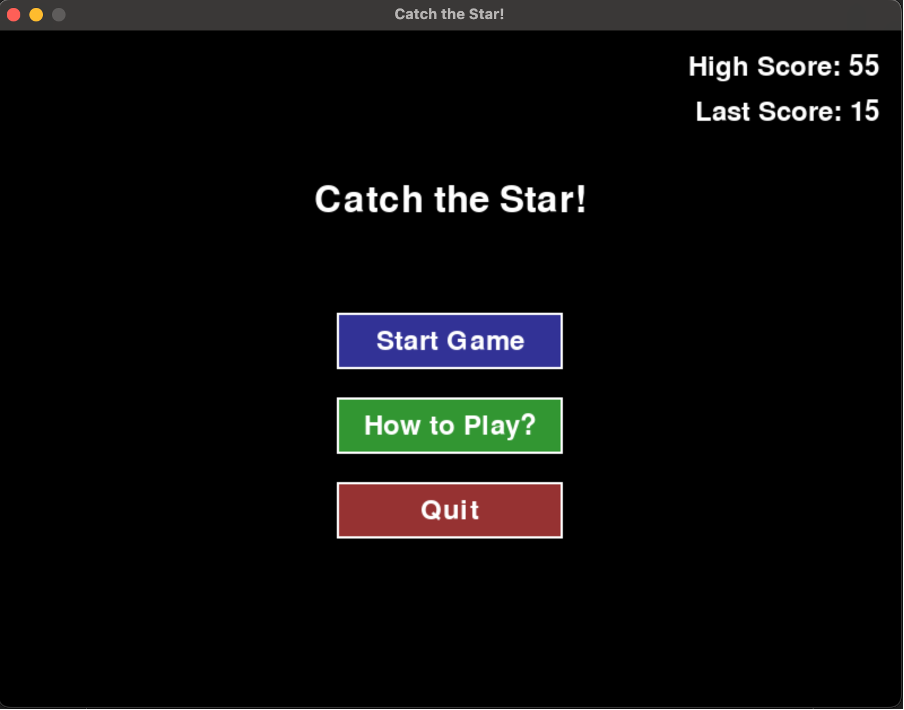 Catch the Star!
High Score: 55
Last Score: 15
Catch the Star!
Start Game
How to Play?
Quit